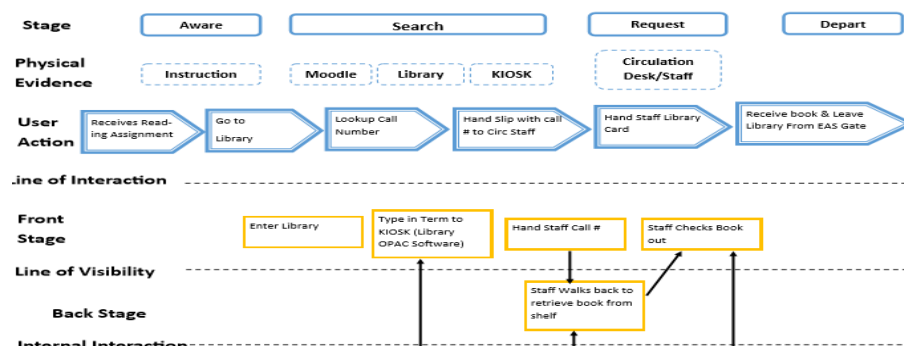 Stage Aware Search Request Depart
Physical
Evidence
Instruction Moodle Library KIOSK
Circulation
Desk/Staff
User
Action
Receives Read-
ing Assignment
Go to
Library
Lookup Call
Number
Hand Slip with call
# to Circ Staff
Hand Staff Library
Card
Receive book & Leave
Library From EAS Gate
Line of Interaction
Front
Stage
Enter Library
Type in Term to
KIOSK (Library
OPAC Software)
Hand Staff Call #
Staff Checks Book
out
Line of Visibility
Back Stage
Staff Walks back to
retrieve book from
shelf
Internal Interaction